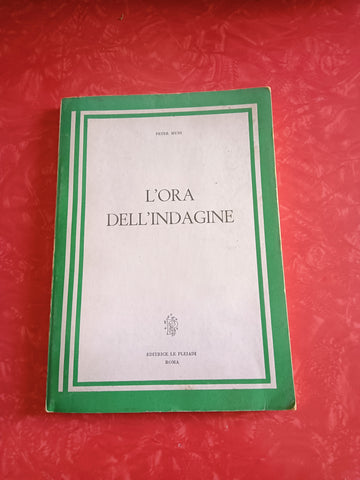 L'ORA
DELL'INDAGINE
EDITRICE LE PLEIADI
ROMA